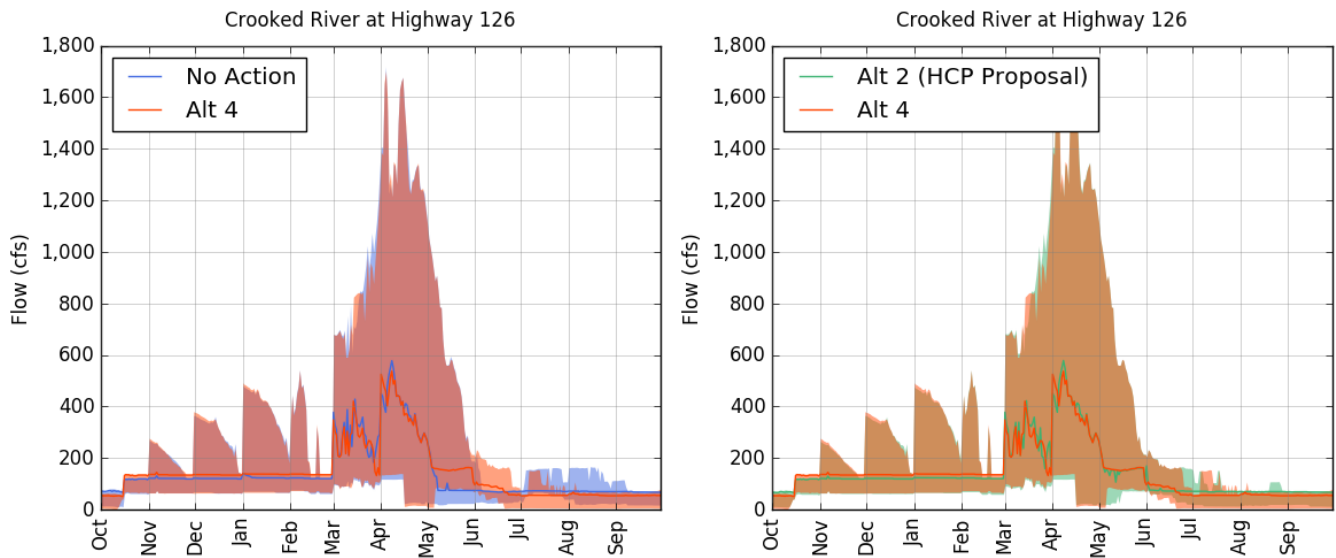 Crooked River at Highway 126
1,800
1,600
1,400
1,200
1,000
800
600
400
200
0
Flow (cfs)
No Action
Alt 4
Oct
Nov
Dec
Jan
Feb
Mar
Apr
May
Jun
Jul
Aug
Sep
Crooked River at Highway 126
1,800
1,600
1,400
1,200
1,000
800
600
400
200
0
Flow (cfs)
Alt 2 (HCP Proposal)
Alt 4
Oct
Nov
Dec
Jan
Feb
Mar
Apr
May
Jun
Jul
Aug
Sep